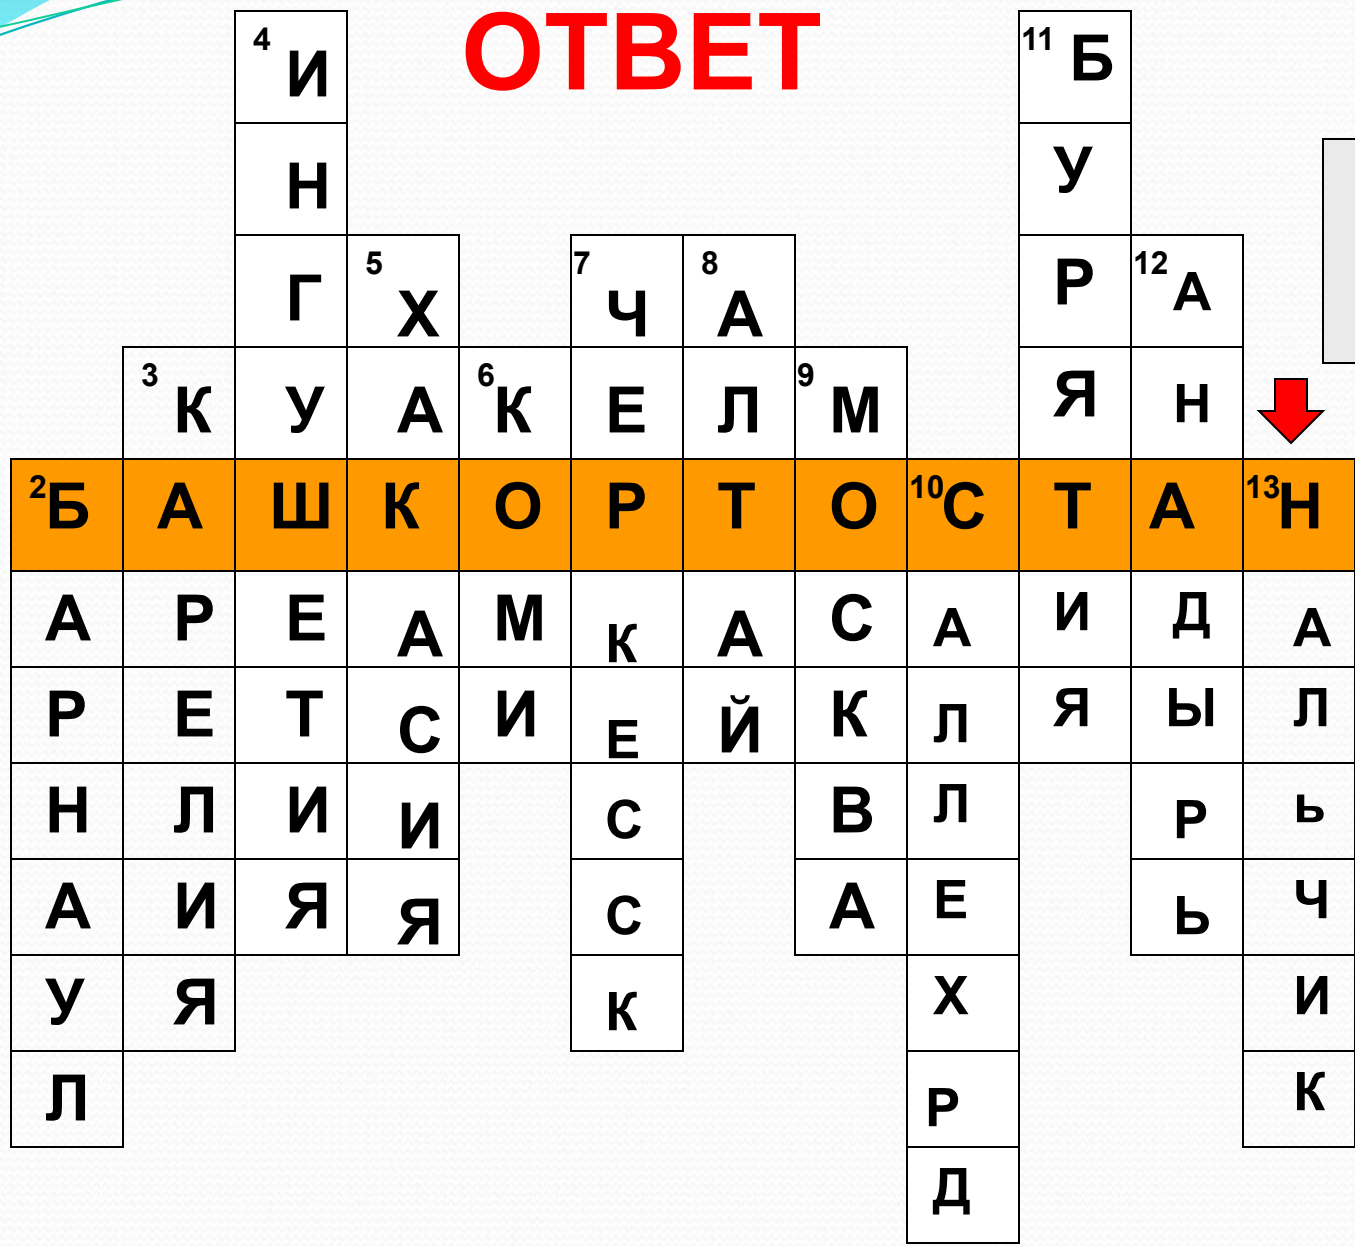 ОТВЕТ
4 И 11 Б
Н У
Г 5 Х 7 Ч 8 А Р 12 А
3 К У А 6 К Е Л 9 М Я Н
2 Б А Ш К О Р Т О 10 С Т А 13 Н
А Р Е А М К А С А И Д А
Р Е Т С И Е Й К Л Я Ы Л
Н Л И И С В Л Р Ь
А И Я Я С А Е Ь Ч
У Я К Х И
Л Р К
Д